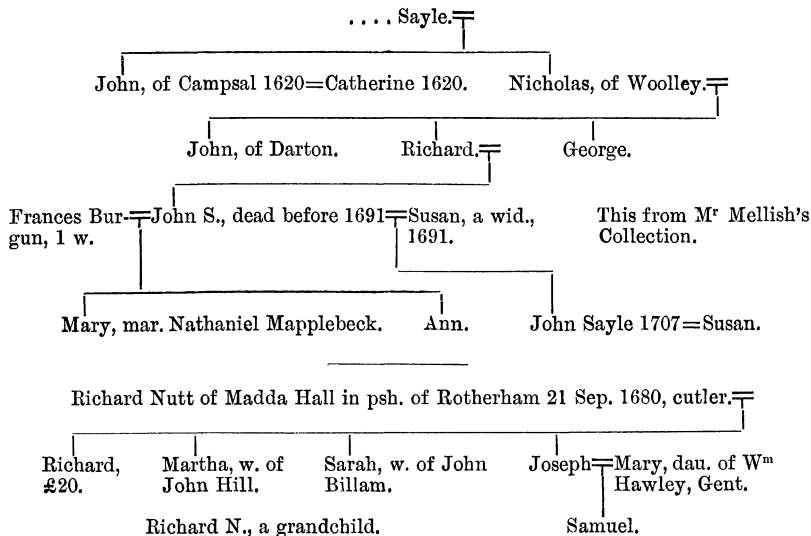 .... Sayle.
John, of Campsal 1620=Catherine 1620. Nicholas, of Woolley.
John, of Darton. Richard. George.
Frances Bur- John S., dead before 1691 Susan, a wid., This from Mr Mellish's
gun, 1 w. 1691. Collection.
Mary, mar. Nathaniel Mapplebeck. Ann. John Sayle 1707=Susan.
Richard Nutt of Madda Hall in psh. of Rotherham 21 Sep. 1680, cutler.
Richard, Martha, w. of Sarah, w. of John Joseph Mary, dau. of Wm
£20. John Hill. Billam. Hawley, Gent.
Richard N., a grandchild. Samuel.